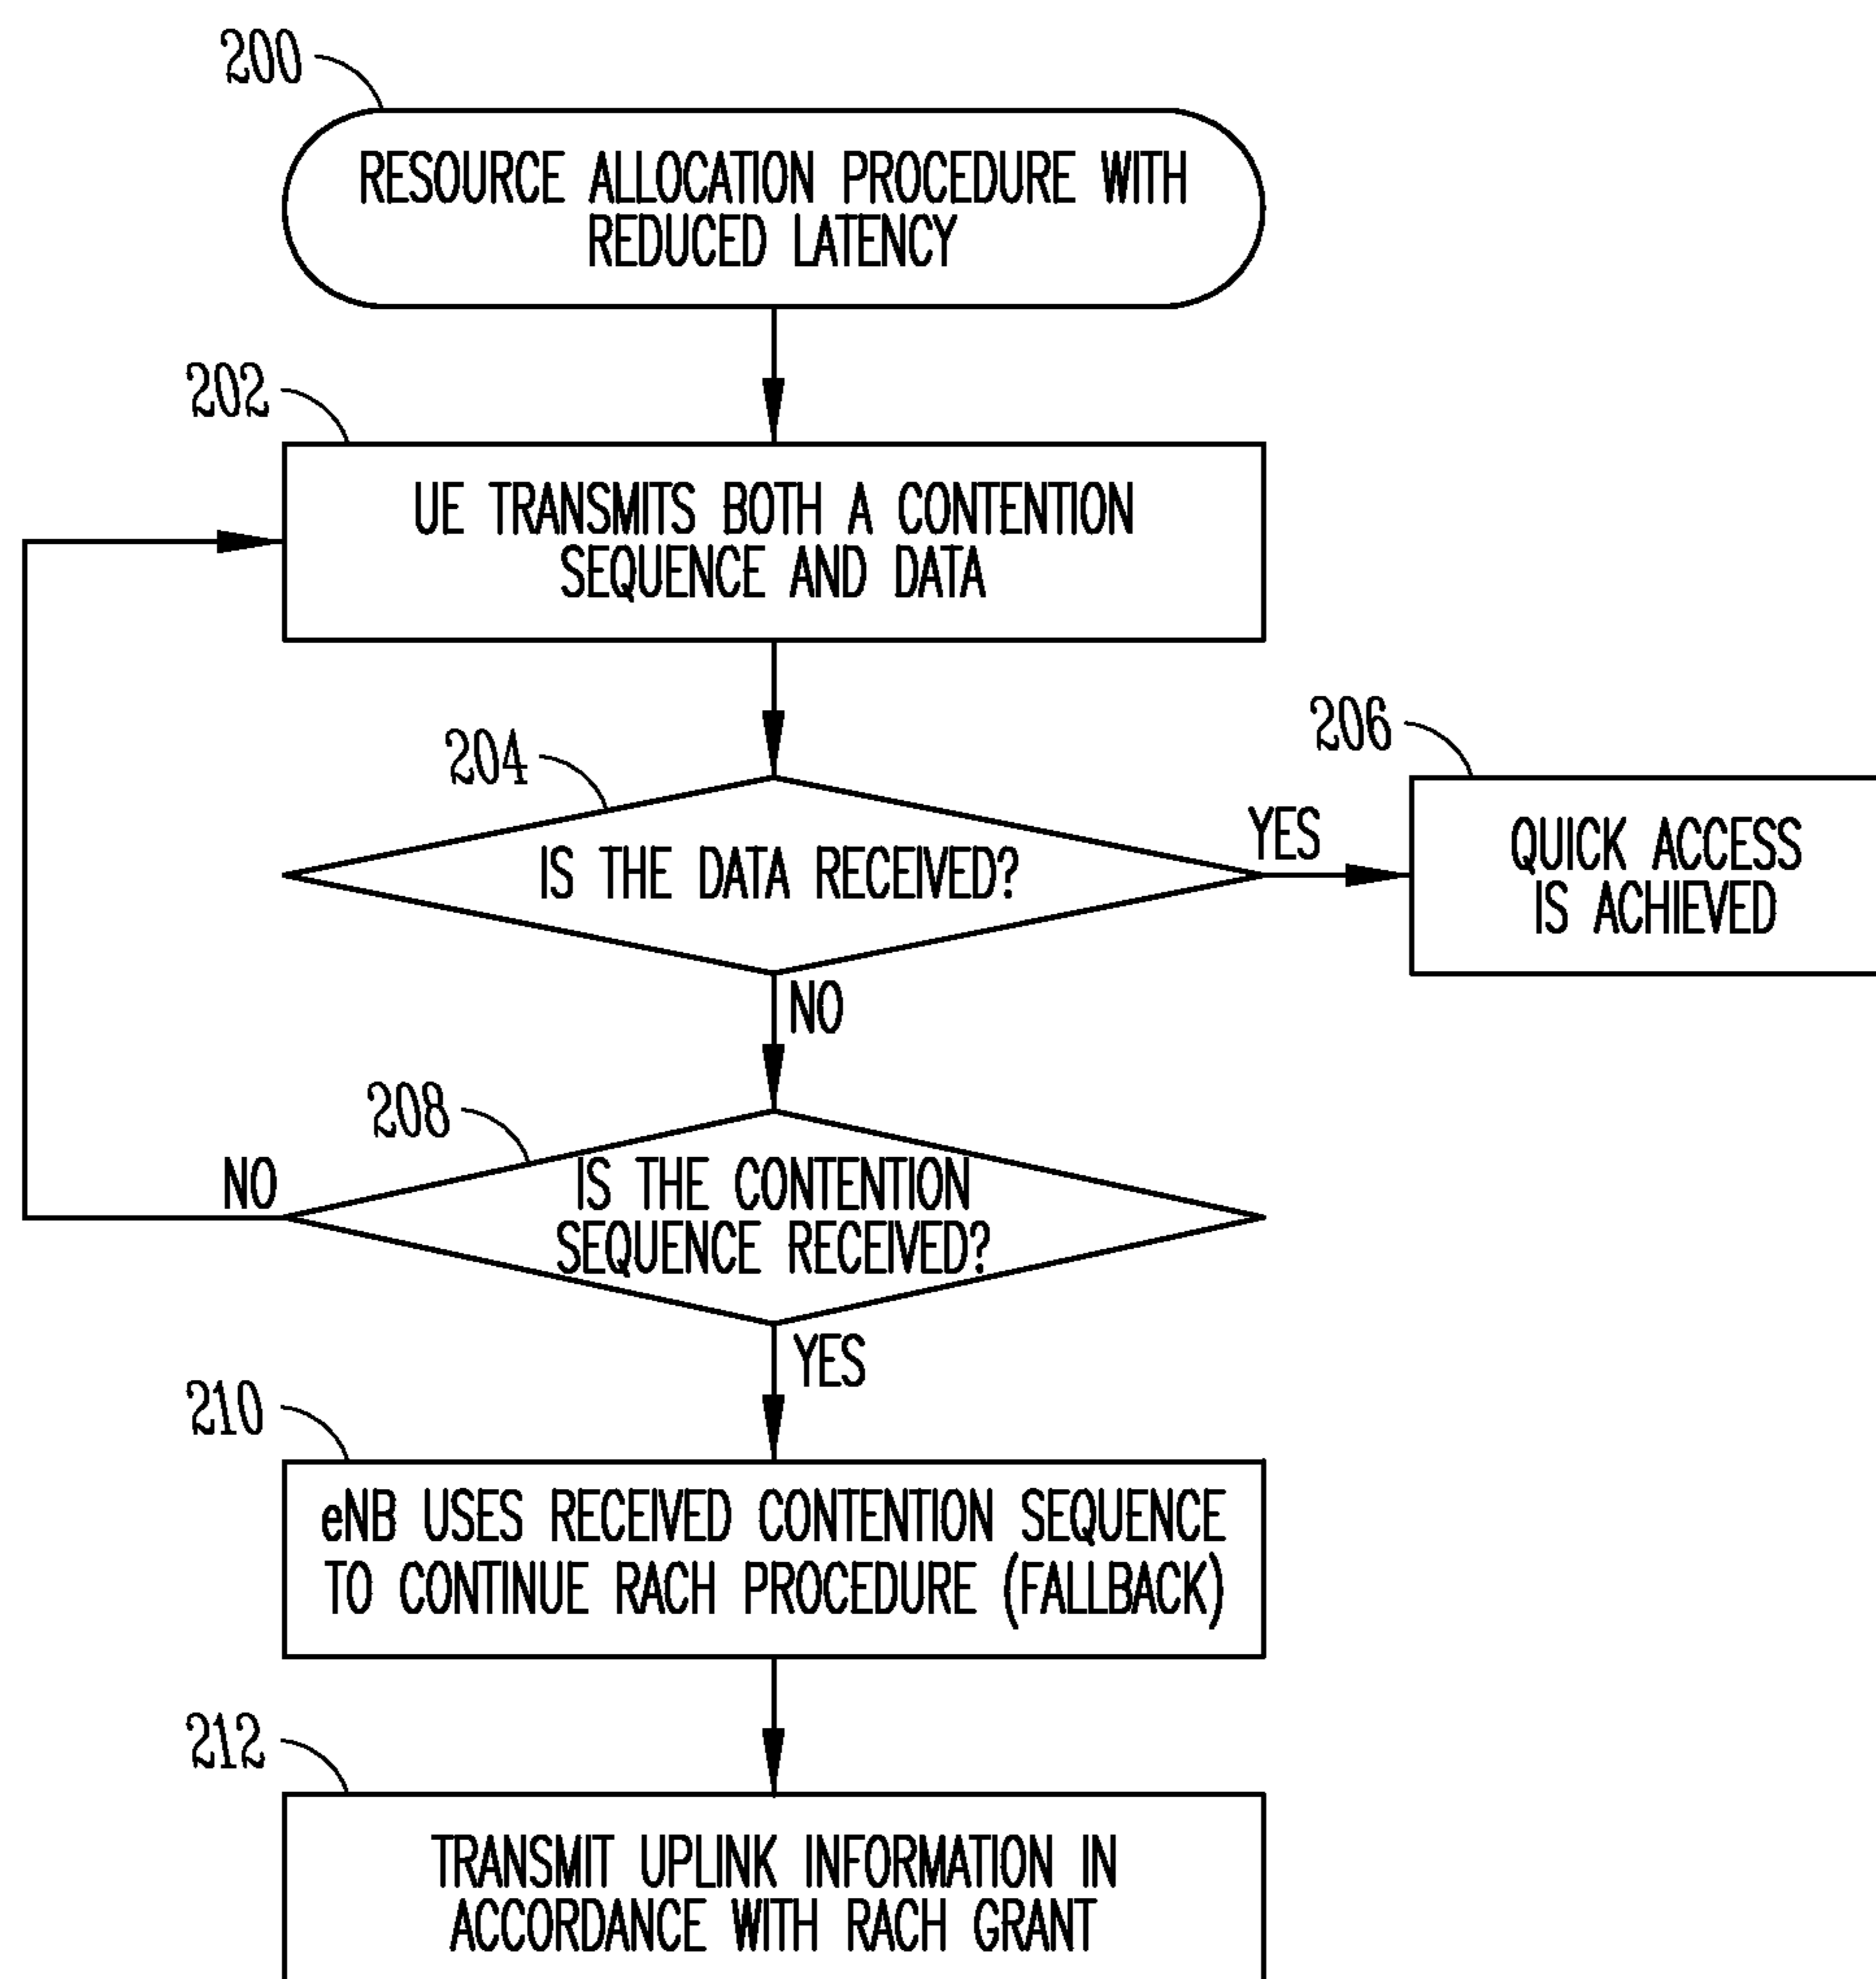 200
RESOURCE ALLOCATION PROCEDURE WITH
REDUCED LATENCY
202
UE TRANSMITS BOTH A CONTENTION
SEQUENCE AND DATA
204
IS THE DATA RECEIVED?
YES
206
QUICK ACCESS
IS ACHIEVED
NO
208
IS THE CONTENTION
SEQUENCE RECEIVED?
NO
YES
210
eNB USES RECEIVED CONTENTION SEQUENCE
TO CONTINUE RACH PROCEDURE (FALLBACK)
212
TRANSMIT UPLINK INFORMATION IN
ACCORDANCE WITH RACH GRANT